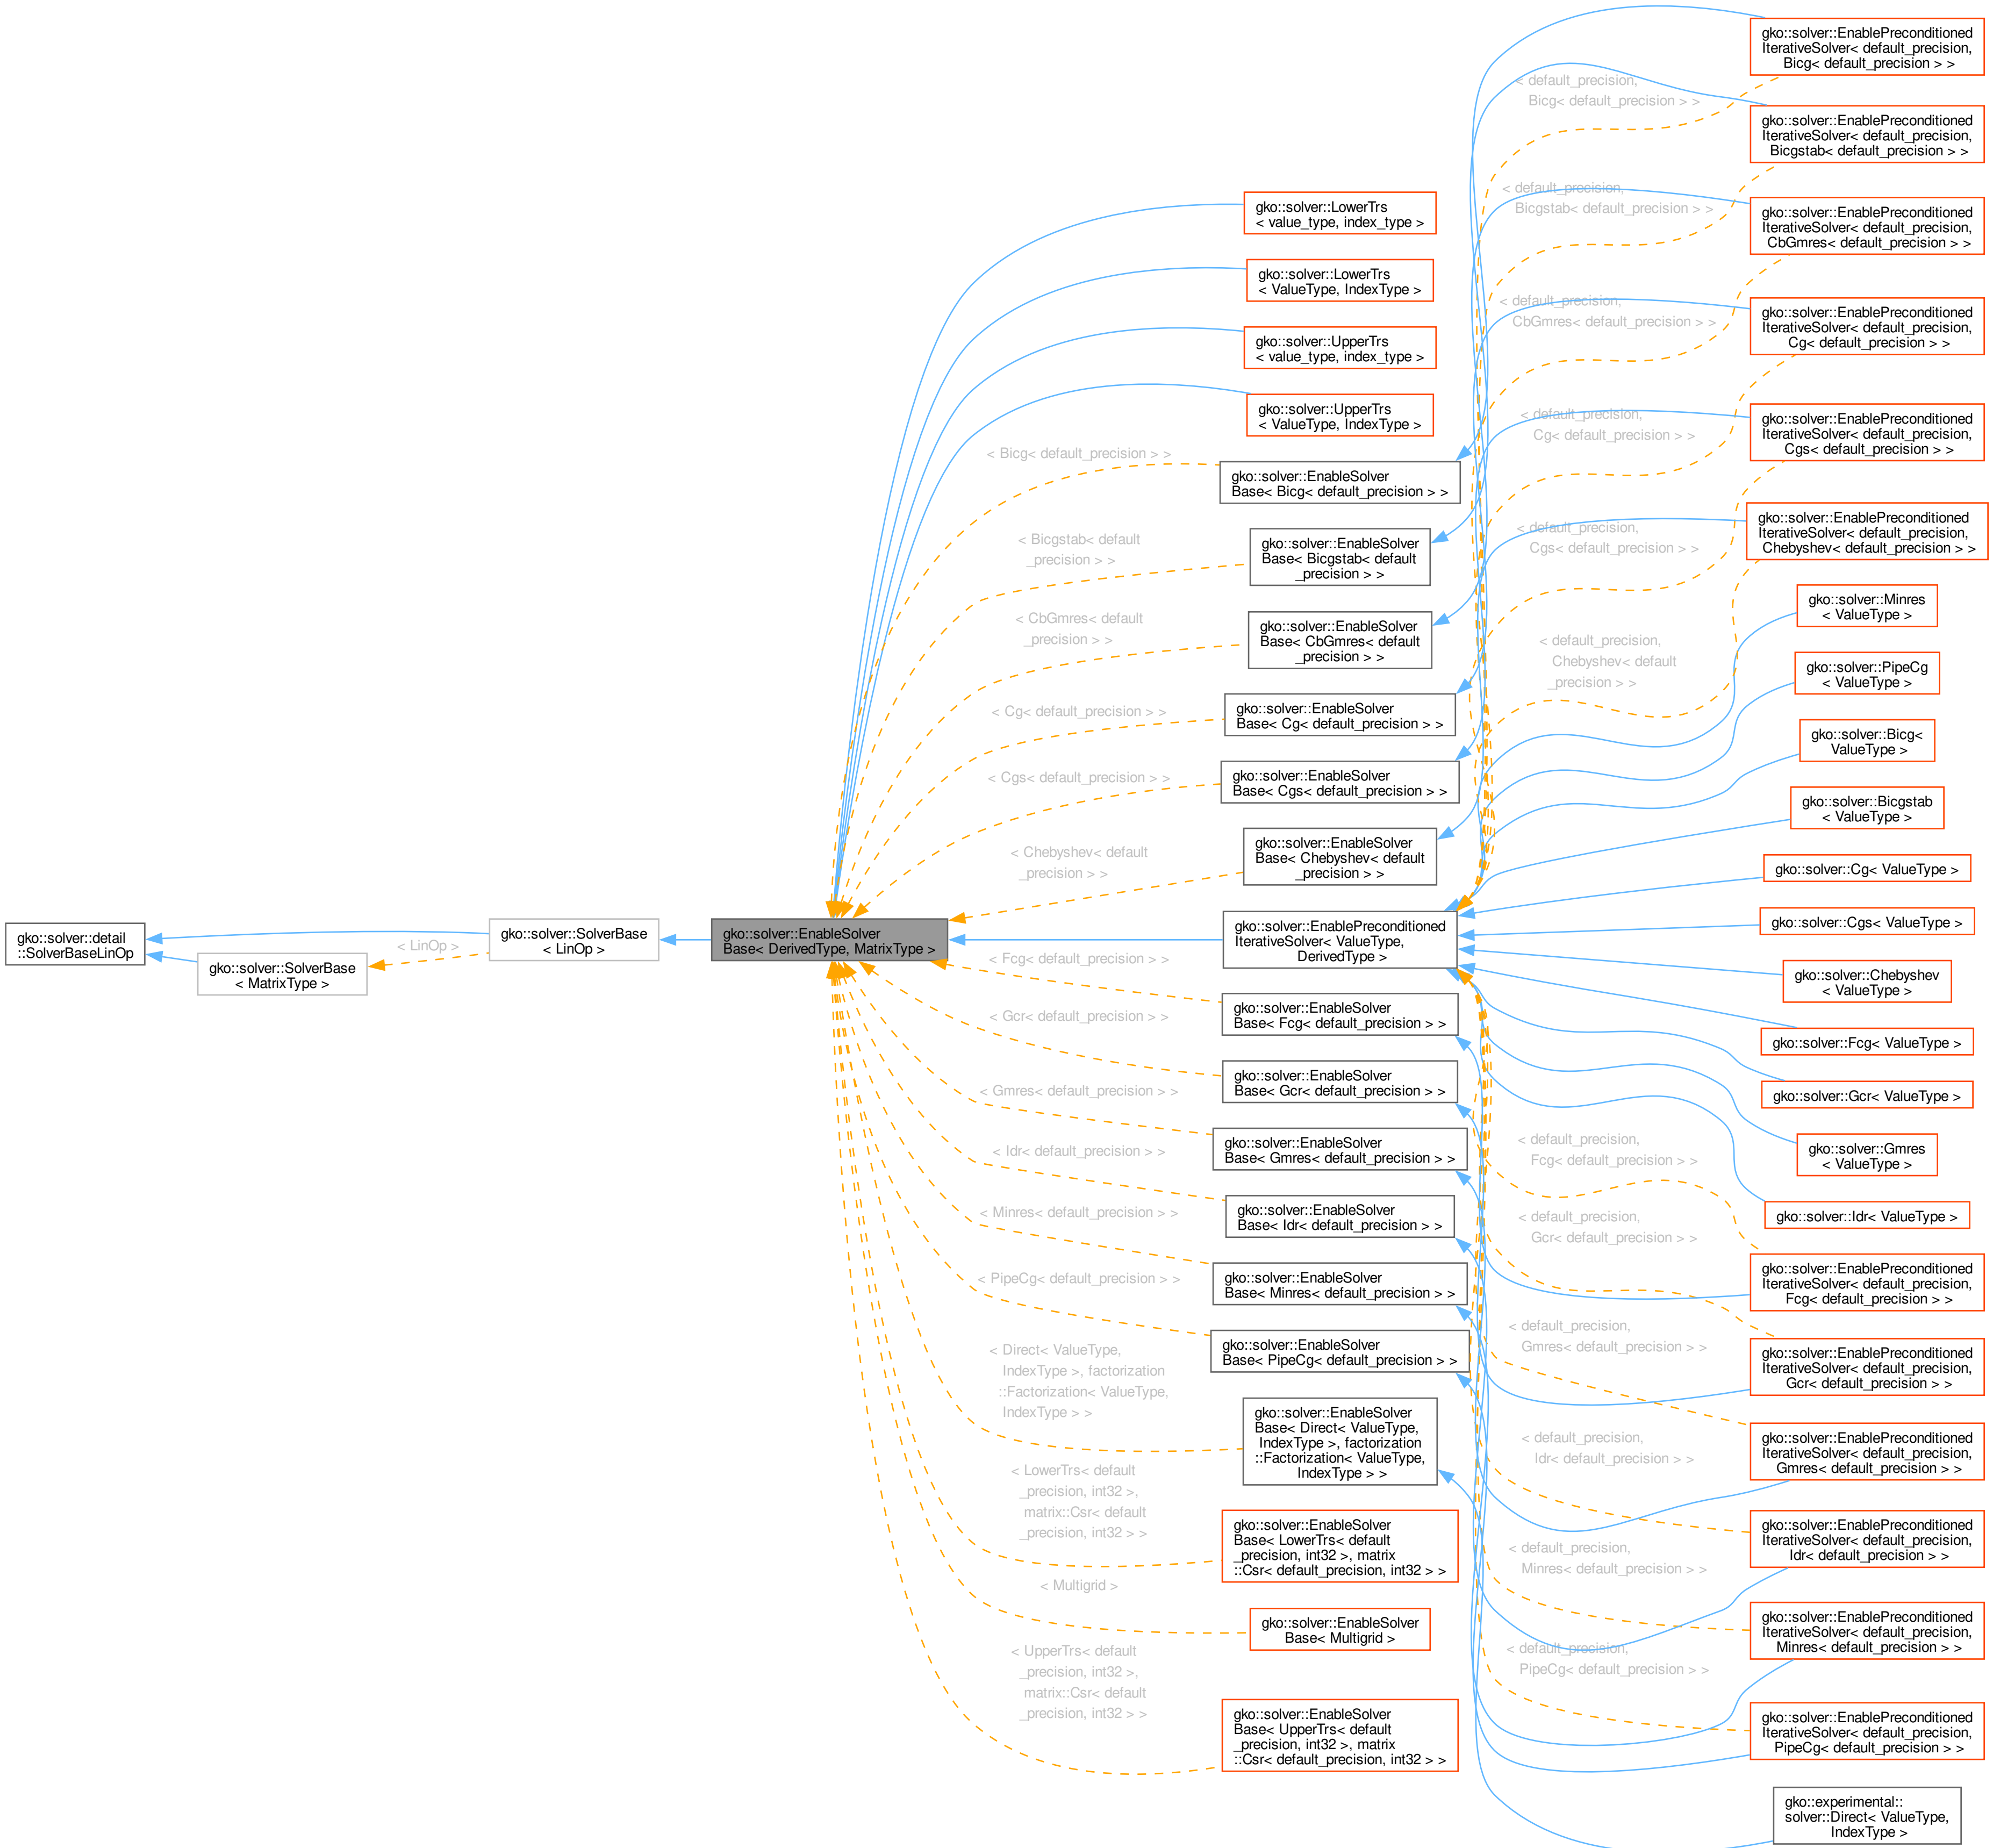 gko::solver::detail
::SolverBaseLinOp
< LinOp >
gko::solver::SolverBase
< MatrixType >
gko::solver::SolverBase
< LinOp >
gko::solver::EnableSolver
Base< DerivedType, MatrixType >
gko::solver::LowerTrs
< value_type, index_type >
gko::solver::LowerTrs
< ValueType, IndexType >
gko::solver::UpperTrs
< value_type, index_type >
gko::solver::UpperTrs
< ValueType, IndexType >
< Bicg< default_precision > >
gko::solver::EnableSolver
Base< Bicg< default_precision > >
< Bicgstab< default
_precision > >
gko::solver::EnableSolver
Base< Bicgstab< default
_precision > >
< CbGmres< default
_precision > >
gko::solver::EnableSolver
Base< CbGmres< default
_precision > >
< Cg< default_precision > >
gko::solver::EnableSolver
Base< Cg< default_precision > >
< Cgs< default_precision > >
gko::solver::EnableSolver
Base< Cgs< default_precision > >
< Chebyshev< default
_precision > >
gko::solver::EnableSolver
Base< Chebyshev< default
_precision > >
gko::solver::EnablePreconditioned
IterativeSolver< ValueType,
DerivedType >
< Fcg< default_precision > >
gko::solver::EnableSolver
Base< Fcg< default_precision > >
< Gcr< default_precision > >
gko::solver::EnableSolver
Base< Gcr< default_precision > >
< Gmres< default_precision > >
gko::solver::EnableSolver
Base< Gmres< default_precision > >
< Idr< default_precision > >
gko::solver::EnableSolver
Base< Idr< default_precision > >
< Minres< default_precision > >
gko::solver::EnableSolver
Base< Minres< default_precision > >
< PipeCg< default_precision > >
gko::solver::EnableSolver
Base< PipeCg< default_precision > >
< Direct< ValueType,
IndexType >, factorization
::Factorization< ValueType,
IndexType > >
gko::solver::EnableSolver
Base< Direct< ValueType,
IndexType >, factorization
::Factorization< ValueType,
IndexType > >
< LowerTrs< default
_precision, int32 >,
matrix::Csr< default
_precision, int32 > >
gko::solver::EnableSolver
Base< LowerTrs< default
_precision, int32 >, matrix
::Csr< default_precision, int32 > >
< Multigrid >
gko::solver::EnableSolver
Base< Multigrid >
< UpperTrs< default
_precision, int32 >,
matrix::Csr< default
_precision, int32 > >
gko::solver::EnableSolver
Base< UpperTrs< default
_precision, int32 >, matrix
::Csr< default_precision, int32 > >
gko::solver::EnablePreconditioned
IterativeSolver< default_precision,
Bicg< default_precision > >
< default_precision,
Bicg< default_precision > >
gko::solver::EnablePreconditioned
IterativeSolver< default_precision,
Bicgstab< default_precision > >
< default_precision,
Bicgstab< default_precision > >
gko::solver::EnablePreconditioned
IterativeSolver< default_precision,
CbGmres< default_precision > >
< default_precision,
CbGmres< default_precision > >
gko::solver::EnablePreconditioned
IterativeSolver< default_precision,
Cg< default_precision > >
< default_precision,
Cg< default_precision > >
gko::solver::EnablePreconditioned
IterativeSolver< default_precision,
Cgs< default_precision > >
< default_precision,
Cgs< default_precision > >
gko::solver::EnablePreconditioned
IterativeSolver< default_precision,
Chebyshev< default_precision > >
< default_precision,
Chebyshev< default
_precision > >
gko::solver::Minres
< ValueType >
gko::solver::PipeCg
< ValueType >
gko::solver::Bicg<
ValueType >
gko::solver::Bicgstab
< ValueType >
gko::solver::Cg< ValueType >
gko::solver::Cgs< ValueType >
gko::solver::Chebyshev
< ValueType >
gko::solver::Fcg< ValueType >
gko::solver::Gcr< ValueType >
gko::solver::Gmres
< ValueType >
gko::solver::Idr< ValueType >
< default_precision,
Fcg< default_precision > >
gko::solver::EnablePreconditioned
IterativeSolver< default_precision,
Fcg< default_precision > >
< default_precision,
Gcr< default_precision > >
gko::solver::EnablePreconditioned
IterativeSolver< default_precision,
Gcr< default_precision > >
< default_precision,
Gmres< default_precision > >
gko::solver::EnablePreconditioned
IterativeSolver< default_precision,
Gmres< default_precision > >
< default_precision,
Idr< default_precision > >
gko::solver::EnablePreconditioned
IterativeSolver< default_precision,
Idr< default_precision > >
< default_precision,
Minres< default_precision > >
gko::solver::EnablePreconditioned
IterativeSolver< default_precision,
Minres< default_precision > >
< default_precision,
PipeCg< default_precision > >
gko::solver::EnablePreconditioned
IterativeSolver< default_precision,
PipeCg< default_precision > >
gko::experimental::
solver::Direct< ValueType,
IndexType >